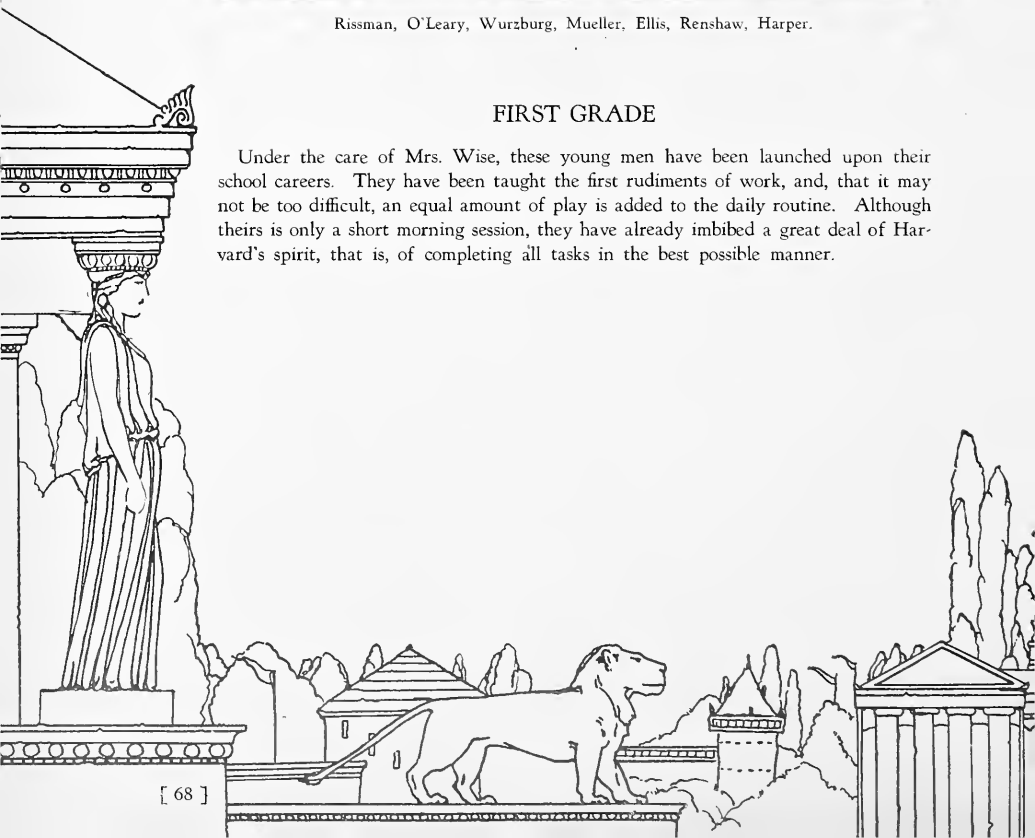 Rissman, O'Leary, Wurzburg, Mueller, Ellis, Renshaw, Harper.
FIRST GRADE
Under the care of Mrs. Wise, these young men have been launched upon their
school careers. They have been taught the first rudiments of work, and, that it may
not be too difficult, an equal amount of play is added to the daily routine. Although
theirs is only a short morning session, they have already imbibed a great deal of Har-
vard's spirit, that is, of completing all tasks in the best possible manner.
[ 68 ]